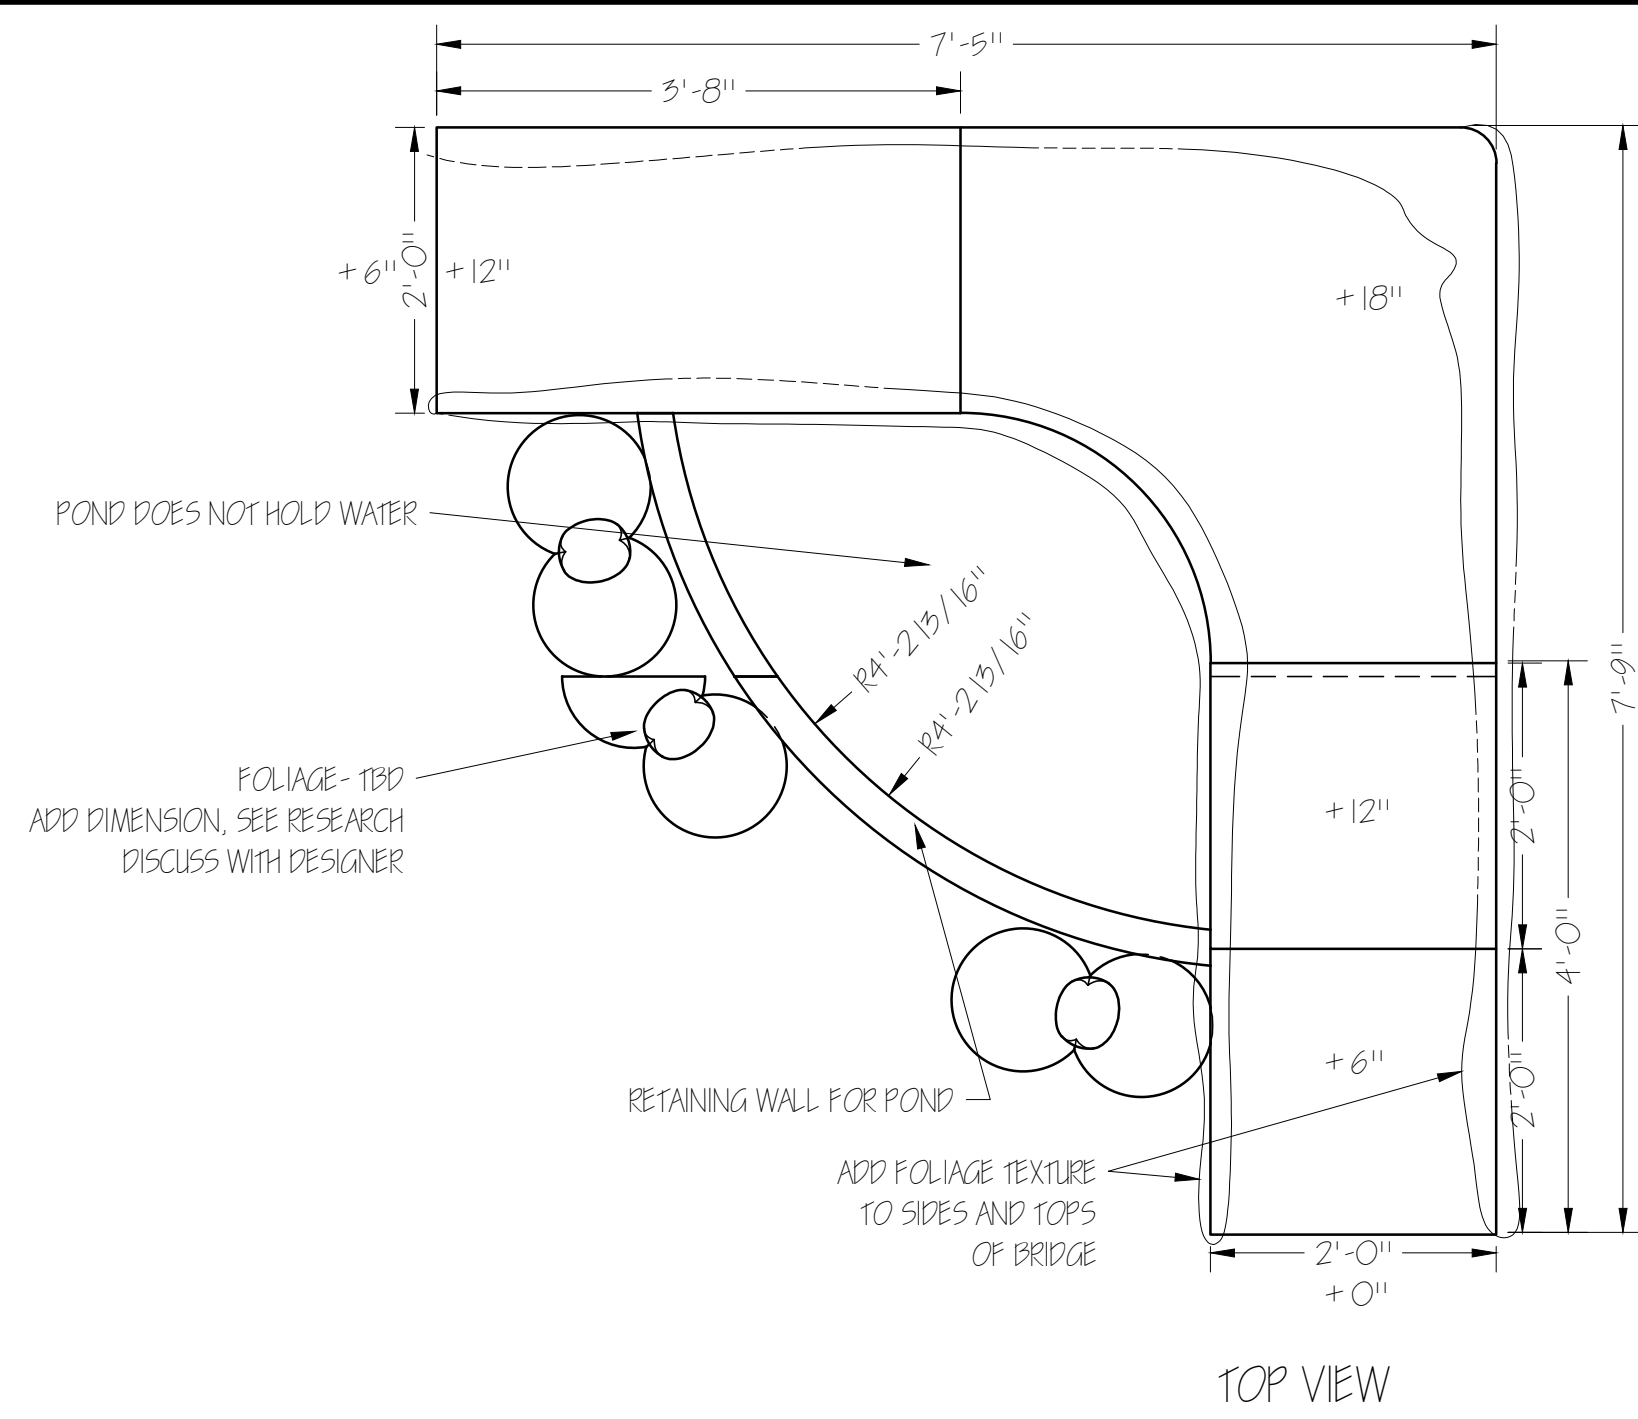 7'-5"
3'-8"
+6"
2'-0"
+12"
+18"
POND DOES NOT HOLD WATER
R4'-2 13/16"
R4'-2 13/16"
7'-9"
FOLIAGE- TBD
ADD DIMENSION, SEE RESEARCH
DISCUSS WITH DESIGNER
+12"
2'-0"
4'-0"
+6"
2'-0"
RETAINING WALL FOR POND
ADD FOLIAGE TEXTURE
TO SIDES AND TOPS
OF BRIDGE
2'-0"
+0"
TOP VIEW